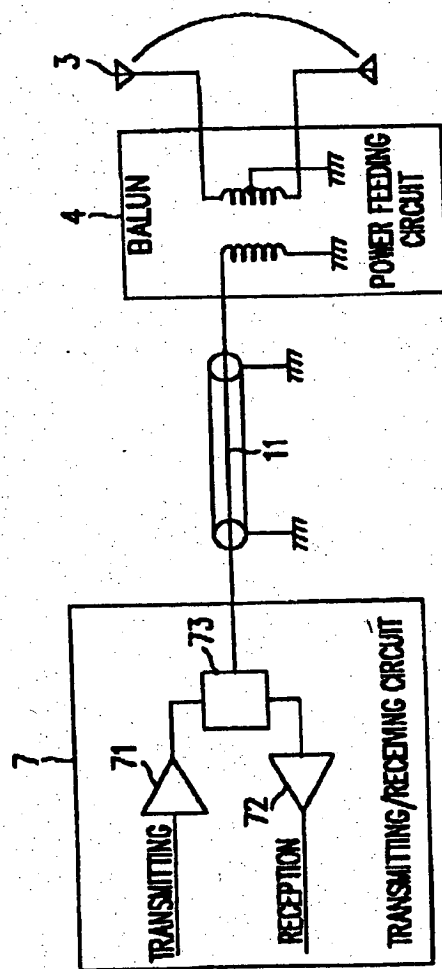 7
TRANSMITTING
71
73
RECEPTION
72
TRANSMITTING/RECEIVING CIRCUIT
11
4
BALUN
POWER FEEDING
CIRCUIT
3